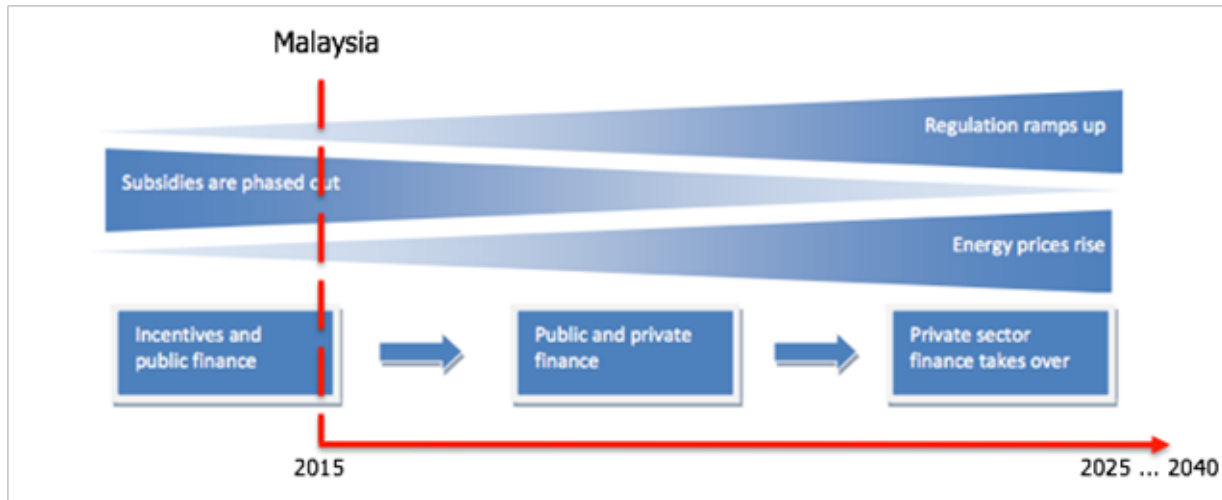 Malaysia
Regulation ramps up
Subsidies are phased out
Energy prices rise
Incentives and
public finance
Public and private
finance
Private sector
finance takes over
2015
2025 ... 2040